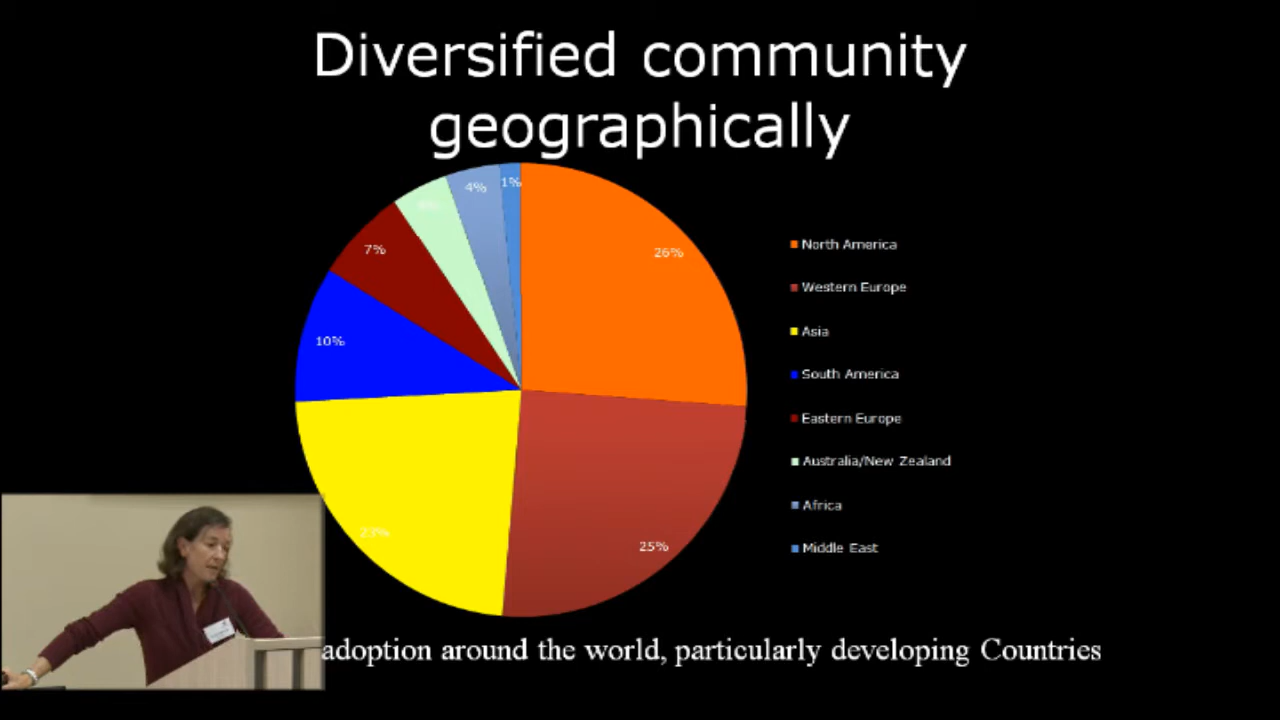 Diversified community
geographically
4%
1%
7%
26%
10%
23%
25%
North America
Western Europe
Asia
South America
Eastern Europe
Australia/New Zealand
Africa
Middle East
adoption around the world, particularly developing Countries